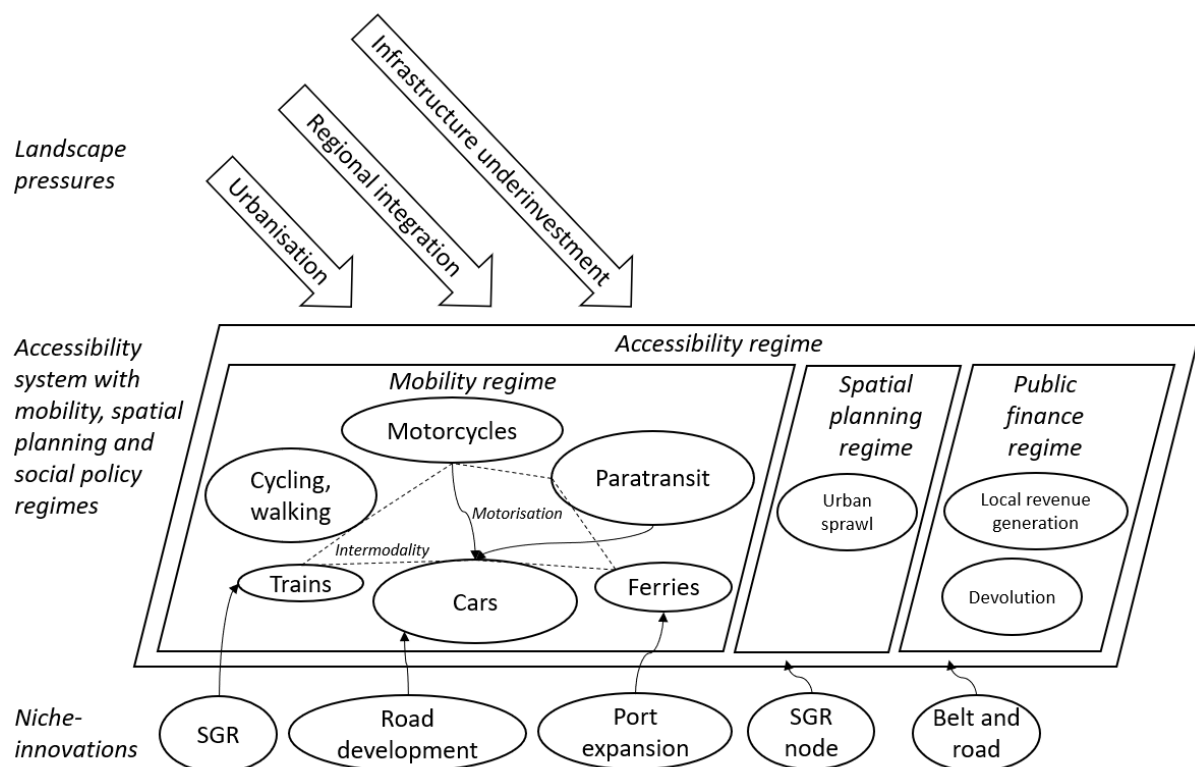 Landscape
pressures
Urbanisation
Regional integration
Infrastructure underinvestment
Accessibility
system with
mobility, spatial
planning and
social policy
regimes
Accessibility regime
Mobility regime
Motorcycles
Cycling,
walking
Paratransit
Motorisation
Intermodality
Trains
Cars
Ferries
Spatial
planning
regime
Urban
sprawl
Public
finance
regime
Local revenue
generation
Devolution
Niche-
innovations
SGR
Road
development
Port
expansion
SGR
node
Belt and
road